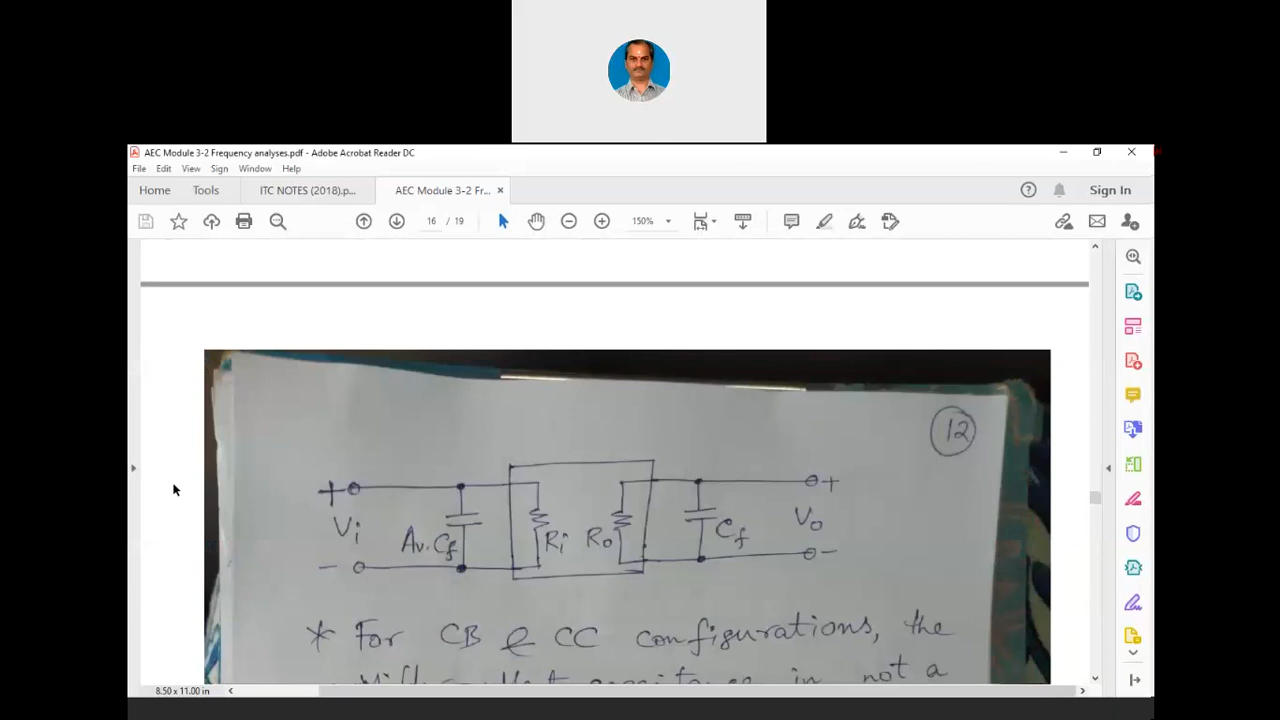 AEC Module 3-2 Frequency analyses.pdf - Adobe Acrobat Reader DC
File Edit View Sign Window Help
Home Tools ITC NOTES (2018).p... AEC Module 3-2 Fr... × Sign In
16 / 19 150%
12
+ +
Vi Av.Cf Ri Ro Cf Vo
- -
* For CB & CC configurations, the
not a
8.50 x 11.00 in